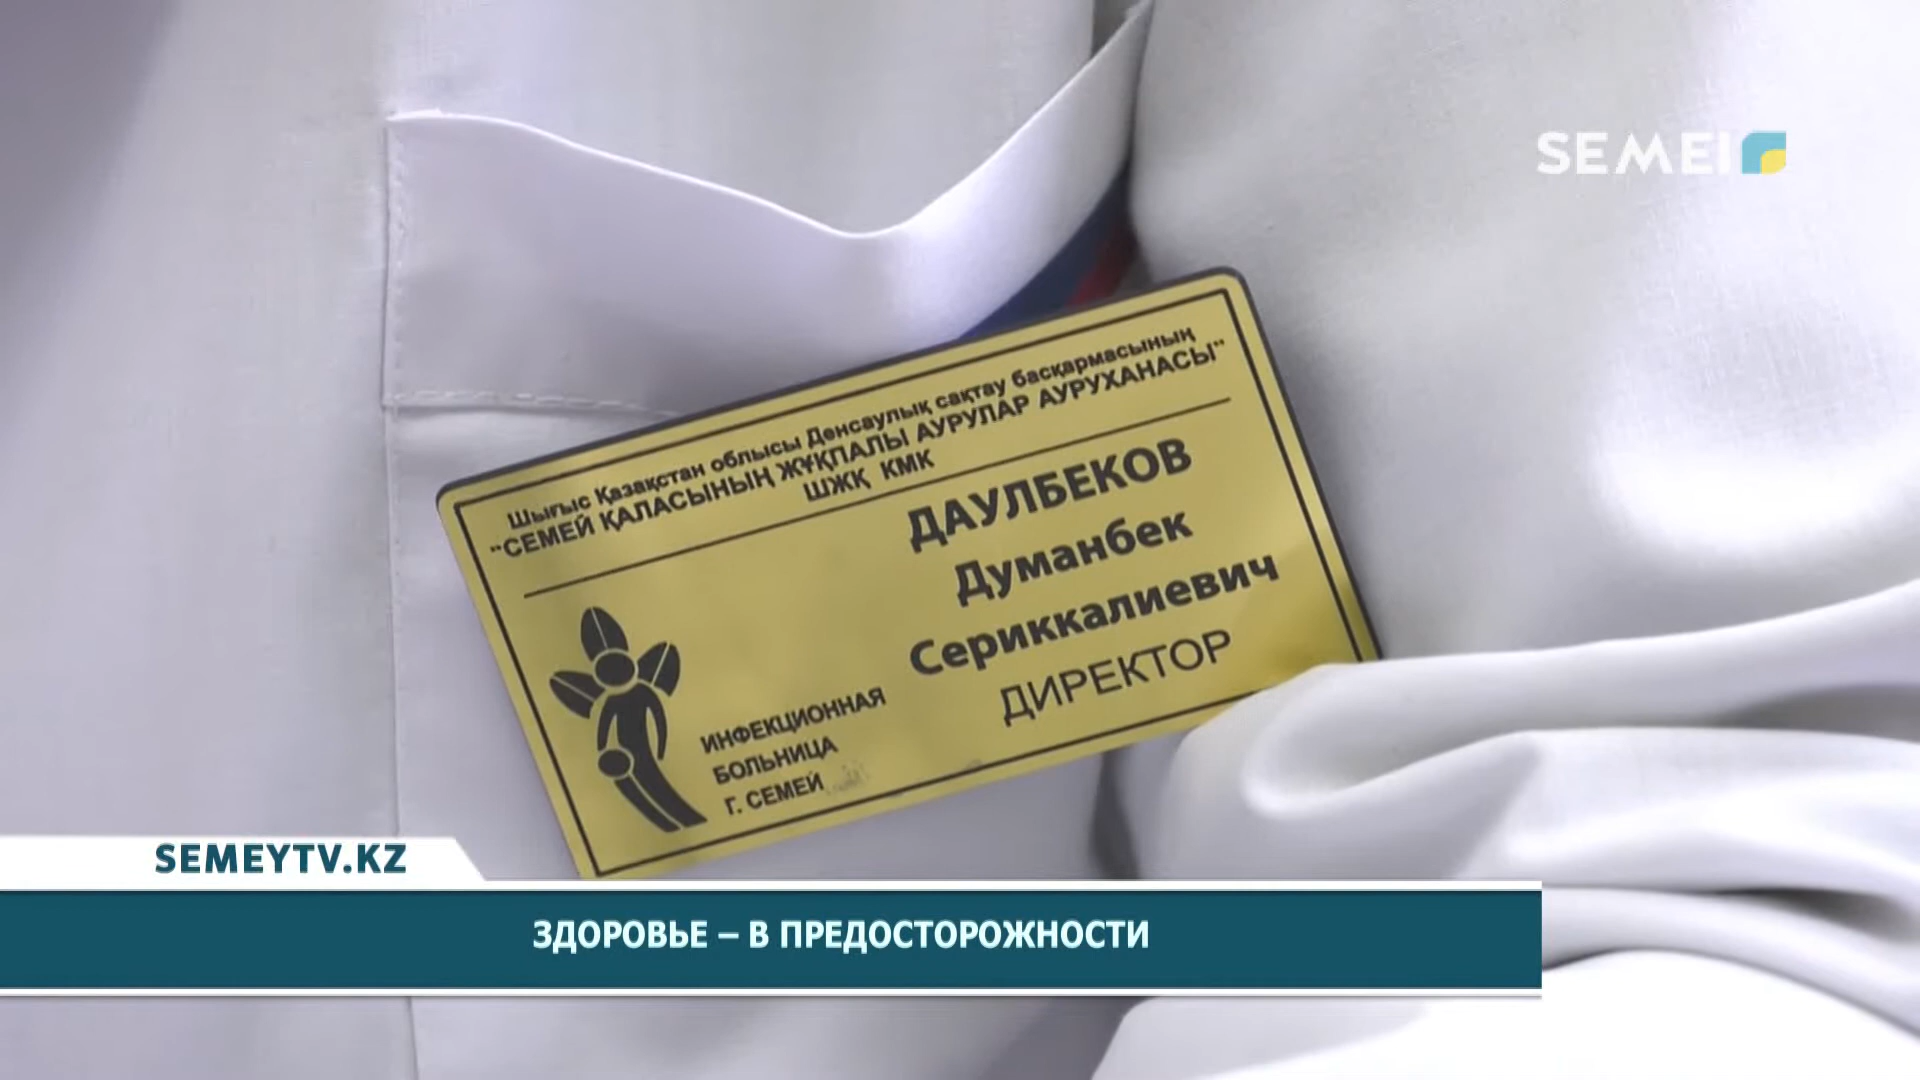 SEMEI
Шығыс Қазақстан облысы Денсаулық сақтау басқармасының
"СЕМЕЙ ҚАЛАСЫНЫҢ ЖҰҚПАЛЫ АУРУЛАР АУРУХАНАСЫ"
ШЖҚ КМК
ДАУЛБЕКОВ
Думанбек
Сериккалиевич
ДИРЕКТОР
ИНФЕКЦИОННАЯ
БОЛЬНИЦА
Г. СЕМЕЙ
SEMEYTV.KZ
ЗДОРОВЬЕ – В ПРЕДОСТОРОЖНОСТИ